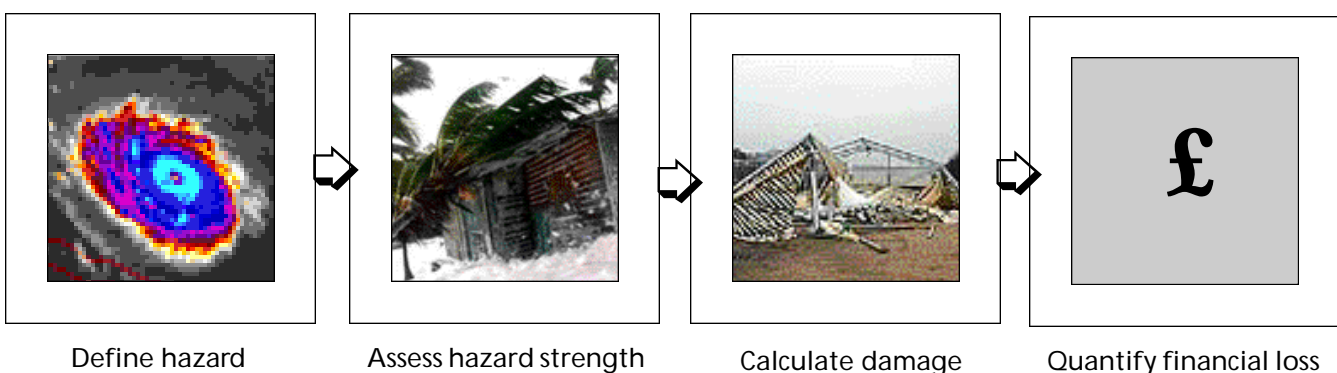 £
Define hazard
Assess hazard strength
Calculate damage
Quantify financial loss